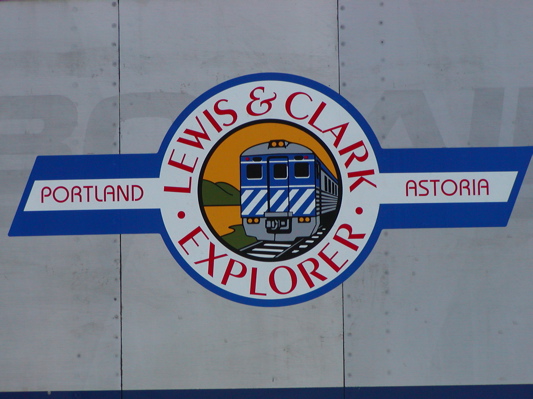 LEWIS & CLARK
PORTLAND
ASTORIA
• EXPLORER •